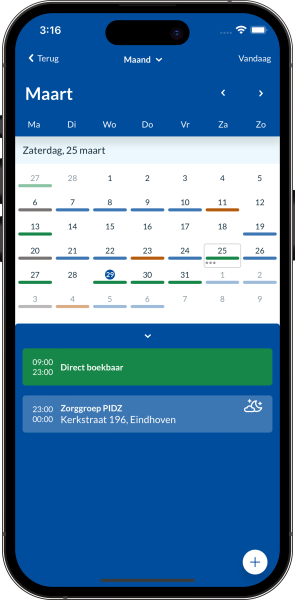 3:16
Terug Maand Vandaag
Maart
Ma Di Wo Do Vr Za Zo
Zaterdag, 25 maart
27 28 1 2 3 4 5
6 7 8 9 10 11 12
13 14 15 16 17 18 19
20 21 22 23 24 25 26
27 28 29 30 31 1 2
3 4 5 6 7 8 9
09:00
23:00
Direct boekbaar
23:00
00:00
Zorggroep PIDZ
Kerkstraat 196, Eindhoven